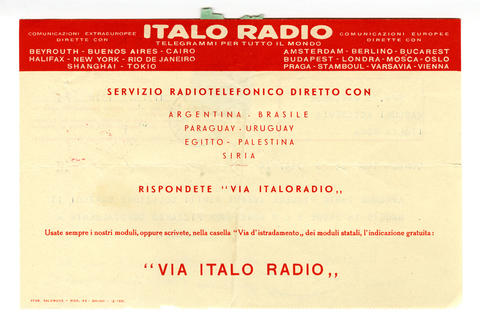 COMUNICAZIONI EXTRAEUROPEE
DIRETTE CON
ITALO RADIO
TELEGRAMMI PER TUTTO IL MONDO
COMUNICAZIONI EUROPEE
DIRETTE CON
BEYROUTH - BUENOS AIRES - CAIRO
HALIFAX - NEW YORK - RIO DE JANEIRO
SHANGHAI - TOKIO
AMSTERDAM - BERLINO - BUCAREST
BUDAPEST - LONDRA - MOSCA - OSLO
PRAGA - STAMBOUL - VARSAVIA - VIENNA
SERVIZIO RADIOTELEFONICO DIRETTO CON
ARGENTINA - BRASILE
PARAGUAY - URUGUAY
EGITTO - PALESTINA
SIRIA
RISPONDETE "VIA ITALORADIO„
Usate sempre i nostri moduli, oppure scrivete, nella casella "Via d'istradamento„ dei moduli statali, l'indicazione gratuita:
"VIA ITALO RADIO„